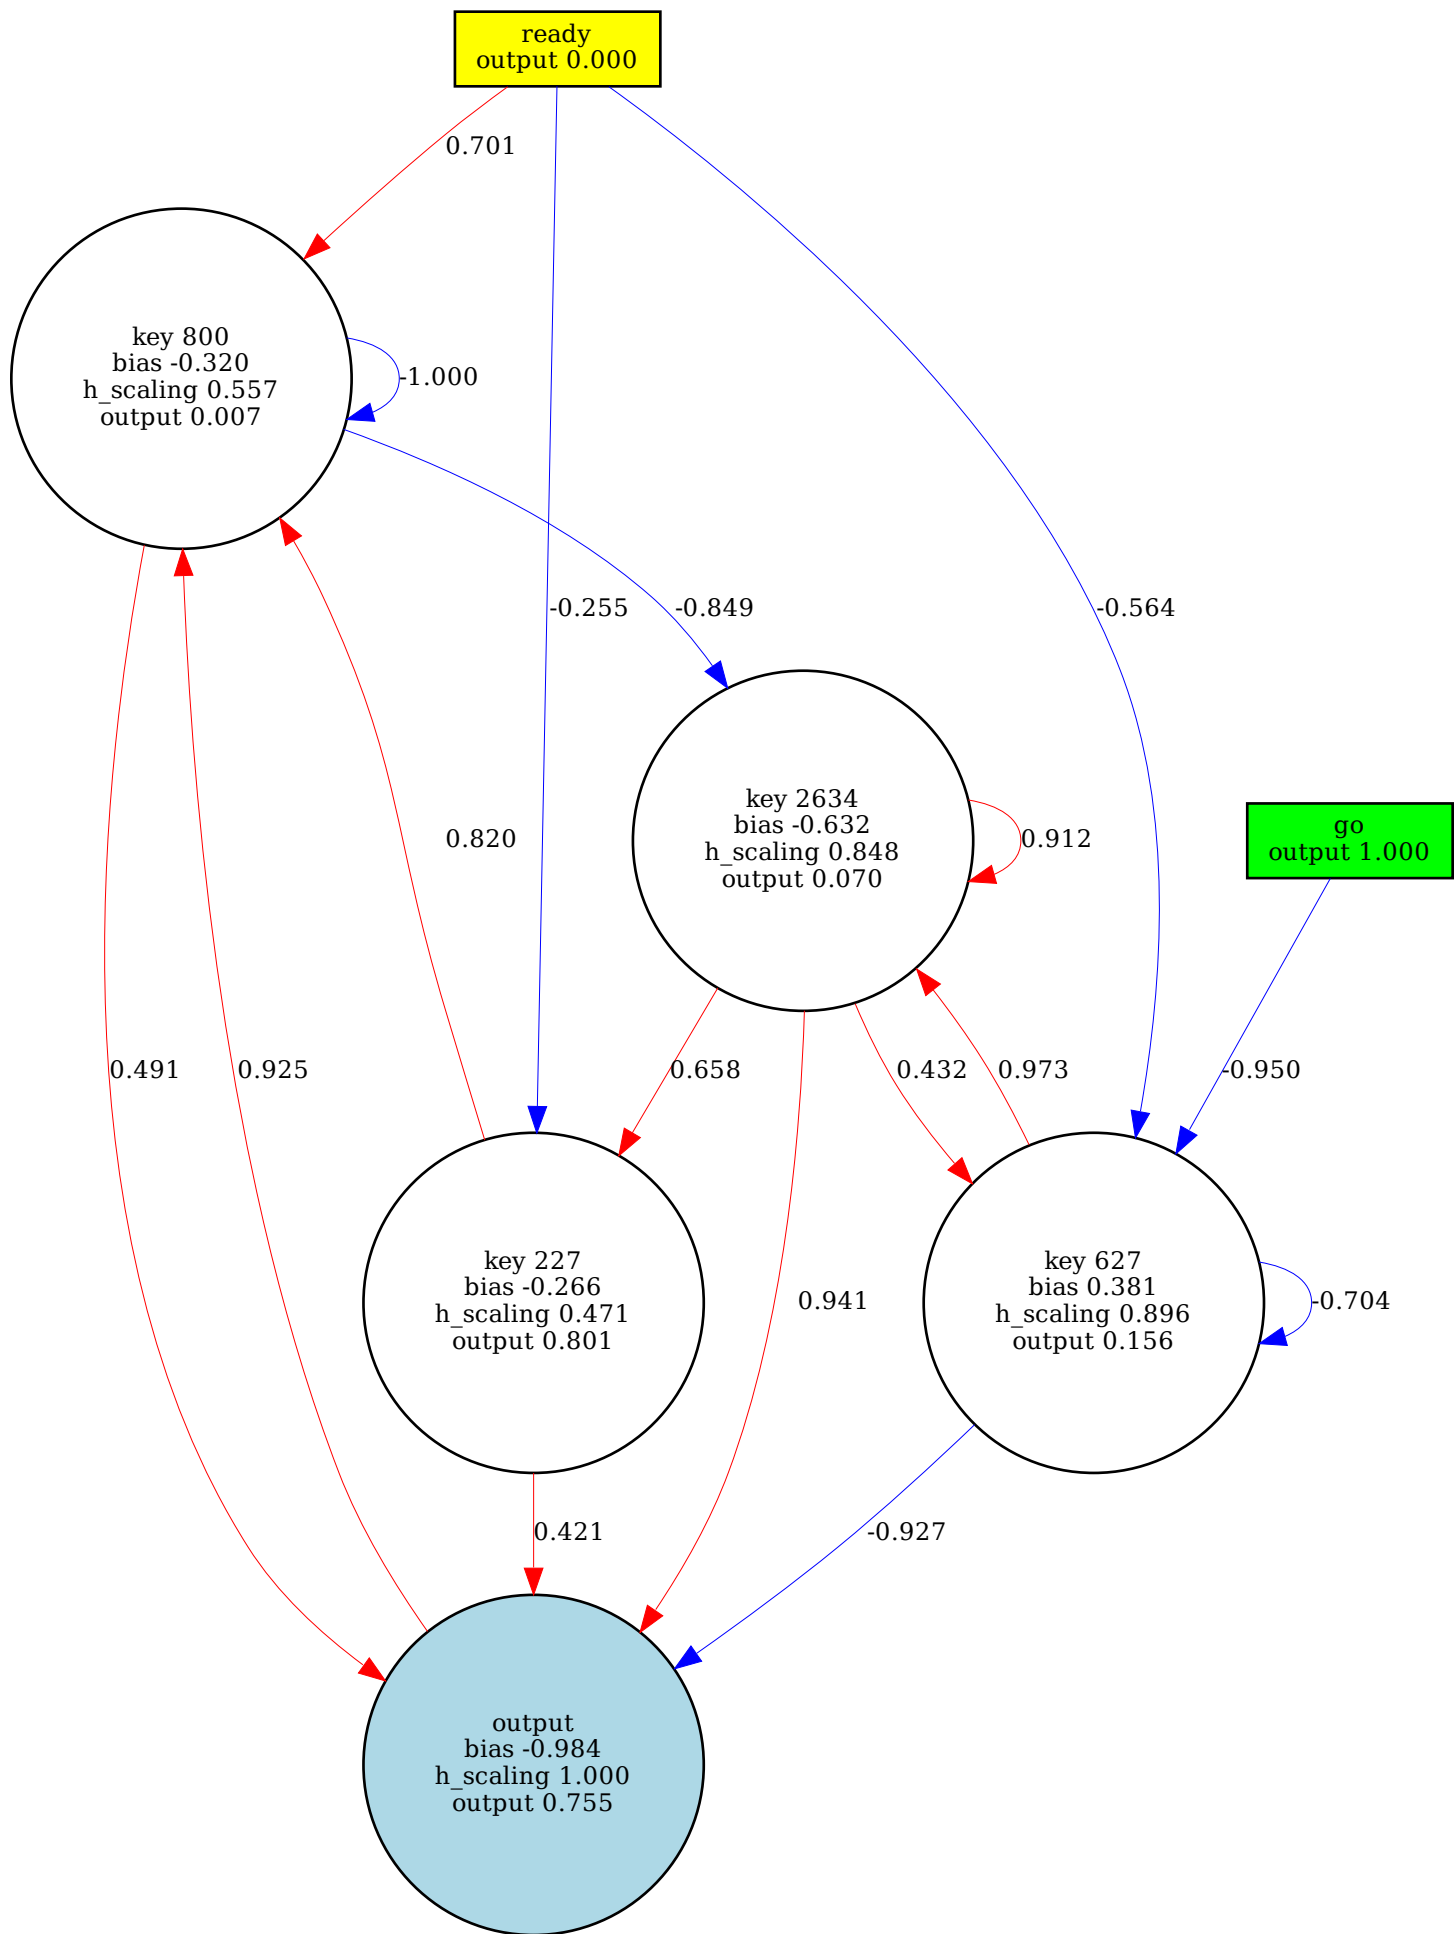 ready
output 0.000
0.701
key 800
bias -0.320
h_scaling 0.557
output 0.007
-1.000
-0.255
-0.849
-0.564
key 2634
bias -0.632
h_scaling 0.848
output 0.070
0.912
0.820
go
output 1.000
0.491
0.925
0.658
0.432
0.973
-0.950
key 227
bias -0.266
h_scaling 0.471
output 0.801
0.941
key 627
bias 0.381
h_scaling 0.896
output 0.156
-0.704
0.421
-0.927
output
bias -0.984
h_scaling 1.000
output 0.755